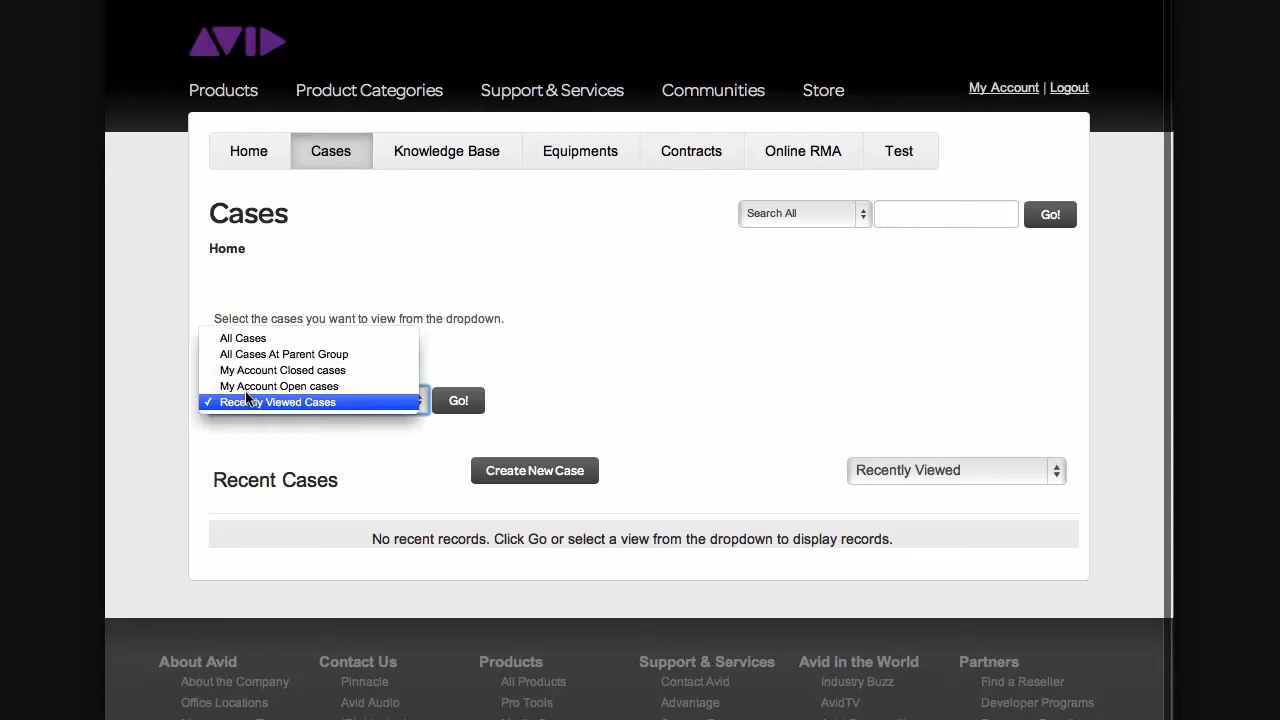 AVID
Products Product Categories Support & Services Communities Store
My Account | Logout
Home Cases Knowledge Base Equipments Contracts Online RMA Test
Cases
Search All Go!
Home
Select the cases you want to view from the dropdown.
All Cases
All Cases At Parent Group
My Account Closed cases
My Account Open cases
✓ Recently Viewed Cases
Go!
Recent Cases Create New Case Recently Viewed
No recent records. Click Go or select a view from the dropdown to display records.
About Avid Contact Us Products Support & Services Avid in the World Partners
About the Company Pinnacle All Products Contact Avid Industry Buzz Find a Reseller
Office Locations Avid Audio Pro Tools Advantage AvidTV Developer Programs